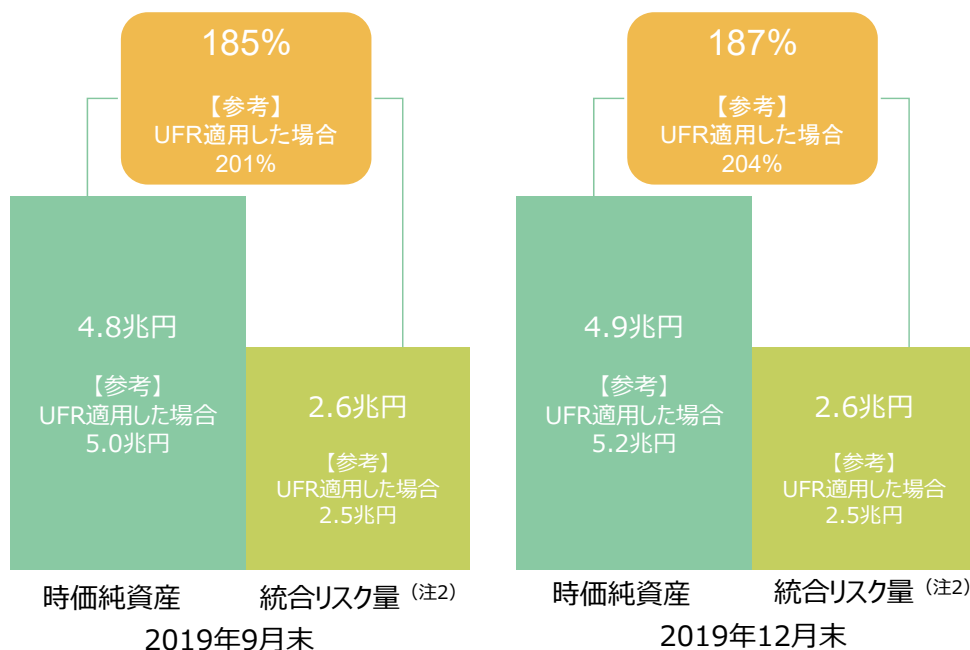 185%
【参考】
UFR適用した場合
201%
4.8兆円
【参考】
UFR適用した場合
5.0兆円
2.6兆円
【参考】
UFR適用した場合
2.5兆円
時価純資産
統合リスク量（注2）
2019年9月末
187%
【参考】
UFR適用した場合
204%
4.9兆円
【参考】
UFR適用した場合
5.2兆円
2.6兆円
【参考】
UFR適用した場合
2.5兆円
時価純資産
統合リスク量（注2）
2019年12月末